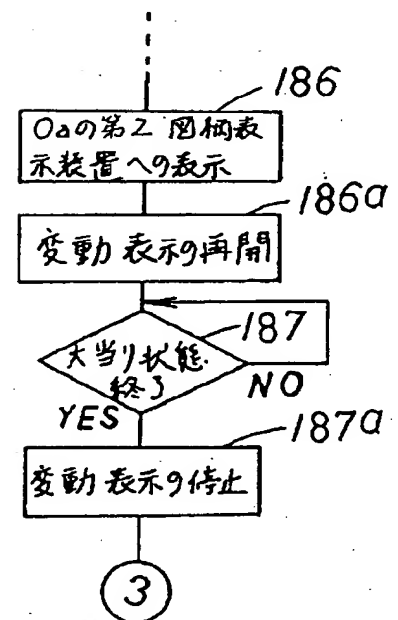 186
Oaの第2図柄表
示装置への表示
186a
変動表示の再開
187
大当り状態
終了
NO
YES
187a
変動表示の停止
3